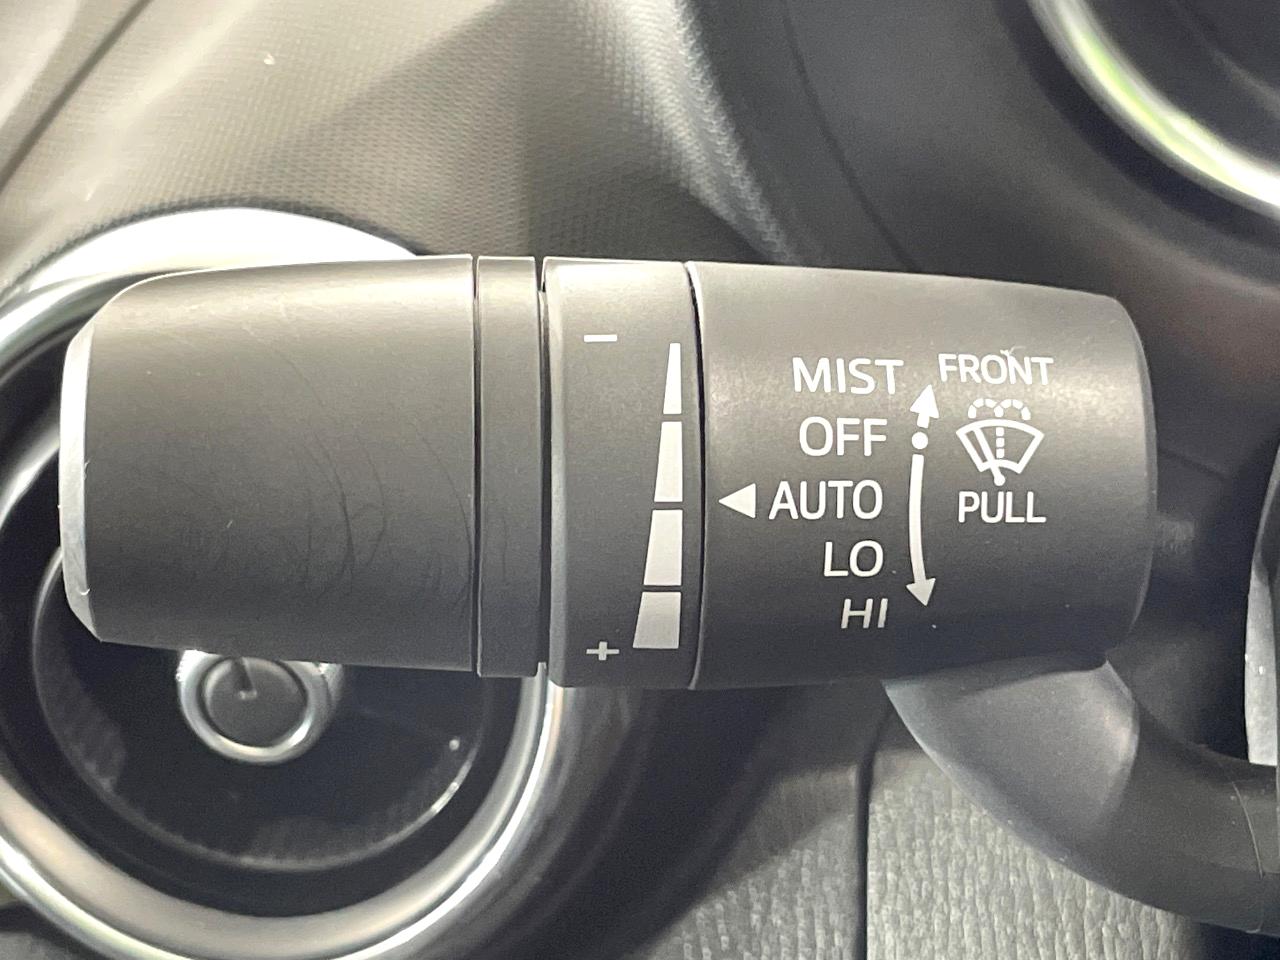 −
+
MIST
OFF
AUTO
LO
HI
FRONT
PULL